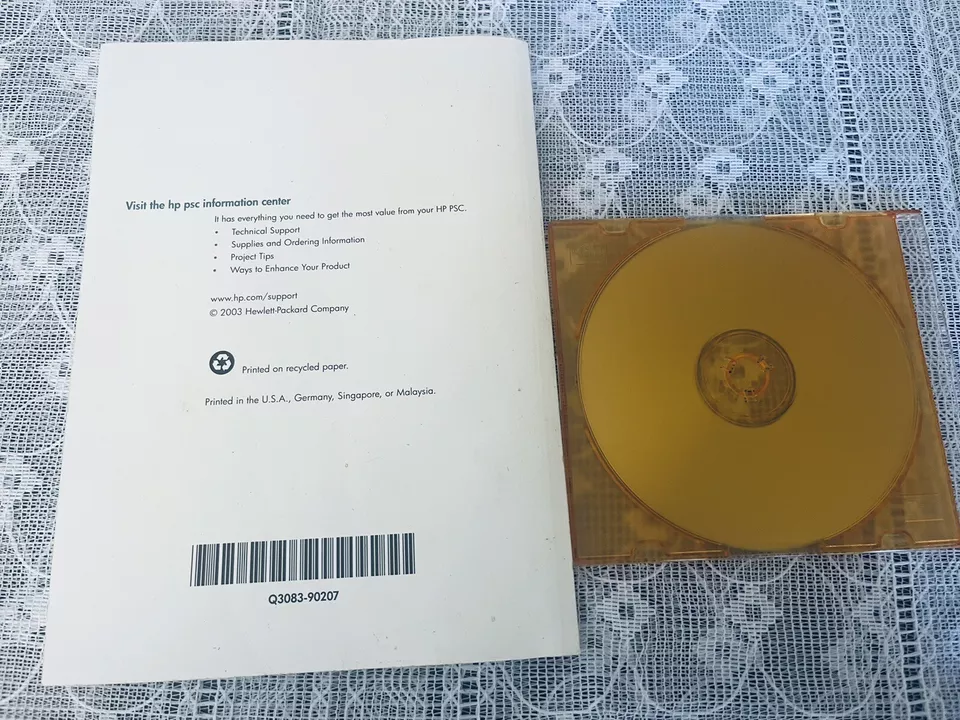 Visit the hp psc information center
It has everything you need to get the most value from your HP PSC.
• Technical Support
• Supplies and Ordering Information
• Project Tips
• Ways to Enhance Your Product
www.hp.com/support
© 2003 Hewlett-Packard Company
Printed on recycled paper.
Printed in the U.S.A., Germany, Singapore, or Malaysia.
Q3083-90207